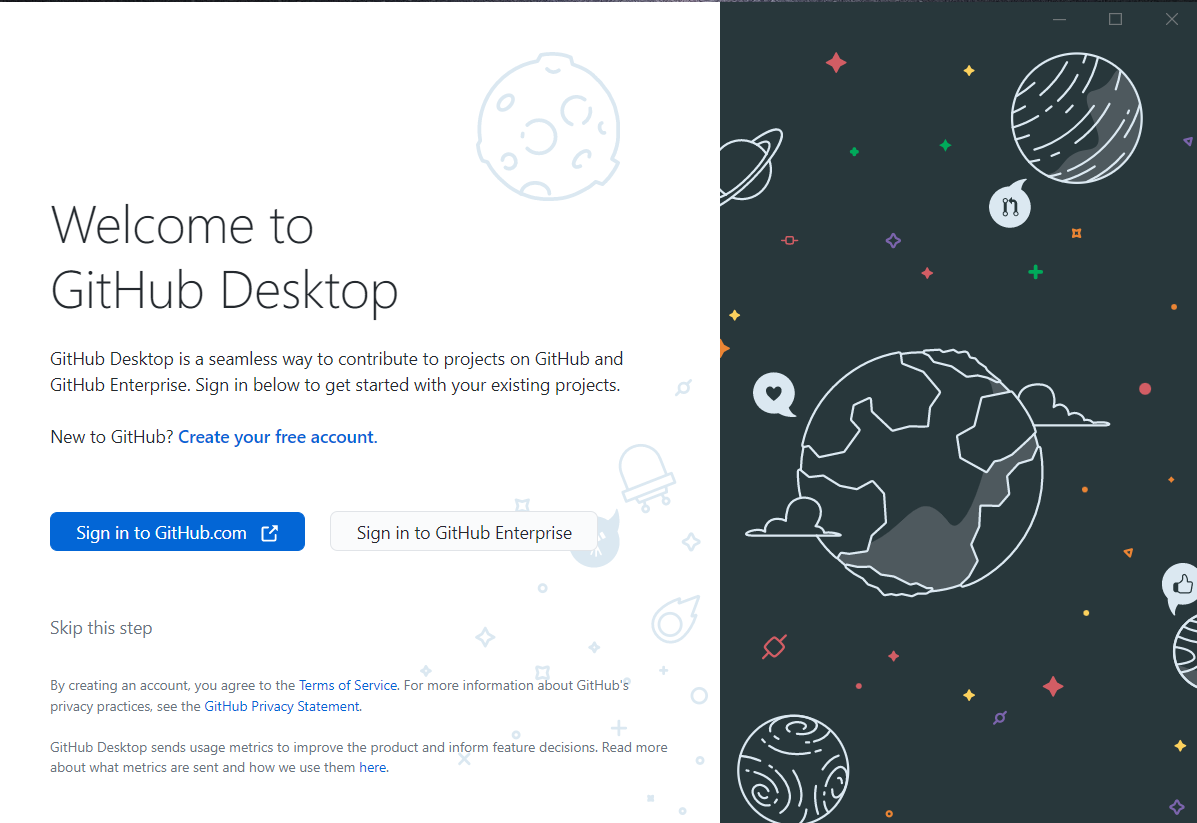 Welcome to
GitHub Desktop
GitHub Desktop is a seamless way to contribute to projects on GitHub and
GitHub Enterprise. Sign in below to get started with your existing projects.
New to GitHub? Create your free account.
Sign in to GitHub.com
Sign in to GitHub Enterprise
Skip this step
By creating an account, you agree to the Terms of Service. For more information about GitHub's
privacy practices, see the GitHub Privacy Statement.
GitHub Desktop sends usage metrics to improve the product and inform feature decisions. Read more
about what metrics are sent and how we use them here.